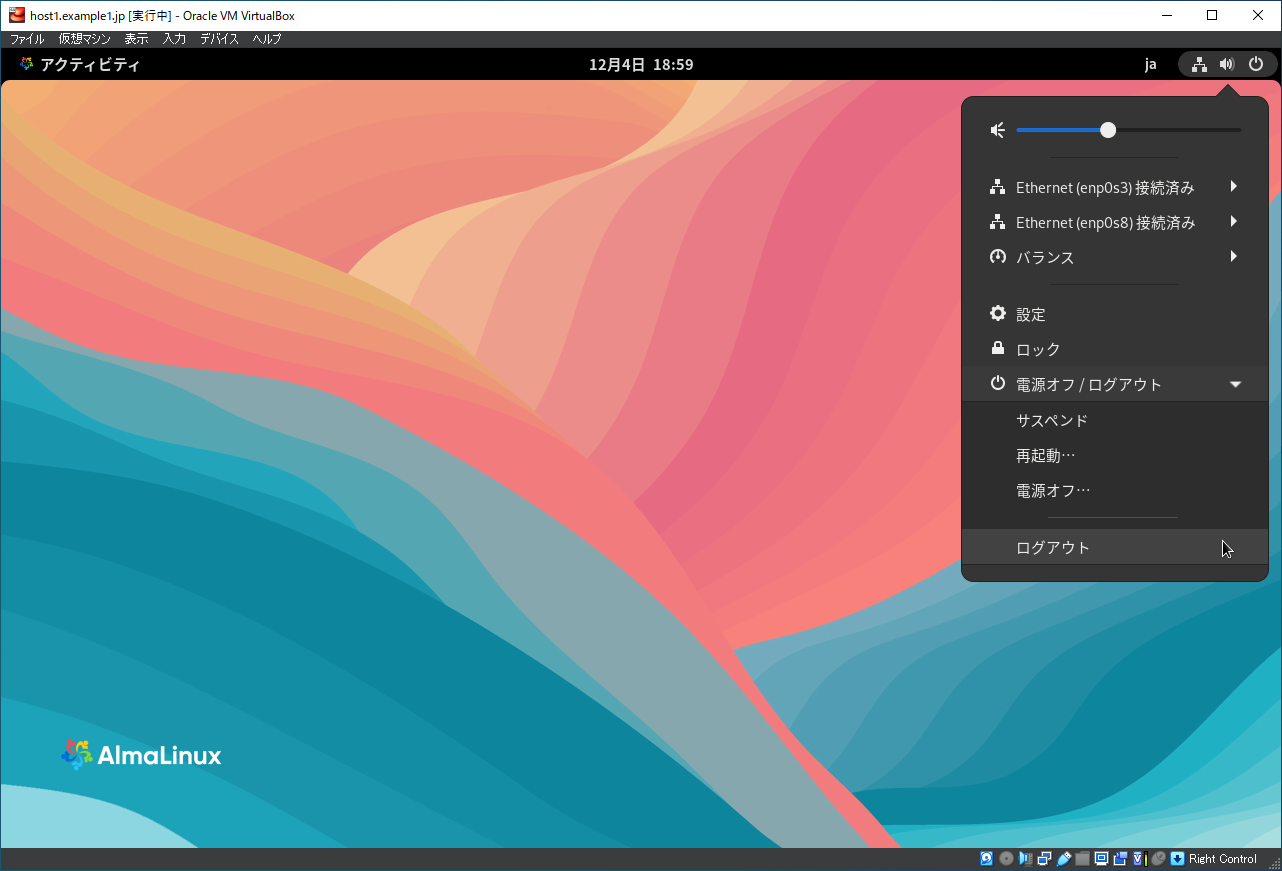 host1.example1.jp [実行中] - Oracle VM VirtualBox
ファイル 仮想マシン 表示 入力 デバイス ヘルプ
アクティビティ 12月4日 18:59 ja
Ethernet (enp0s3) 接続済み
Ethernet (enp0s8) 接続済み
バランス
設定
ロック
電源オフ / ログアウト
サスペンド
再起動…
電源オフ…
ログアウト
AlmaLinux
Right Control